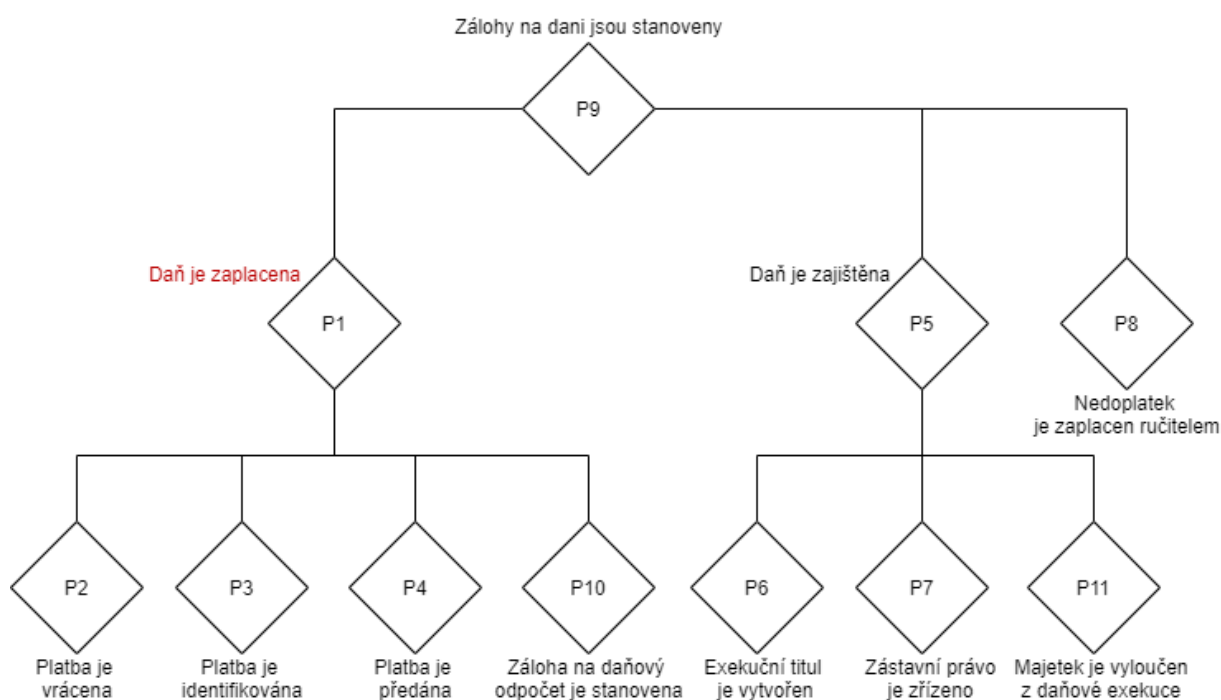 Zálohy na dani jsou stanoveny
P9
Daň je zaplacena
P1
Daň je zajištěna
P5
P8
Nedoplatek
je zaplacen ručitelem
P2
P3
P4
P10
P6
P7
P11
Platba je
vrácena
Platba je
identifikována
Platba je
předána
Záloha na daňový
odpočet je stanovena
Exekuční titul
je vytvořen
Zástavní právo
je zřízeno
Majetek je vyloučen
z daňové exekuce